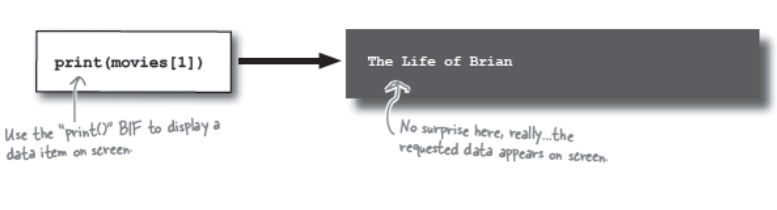 print(movies[1])
The Life of Brian
Use the "print()" BIF to display a
data item on screen.
No surprise here, really...the
requested data appears on screen.